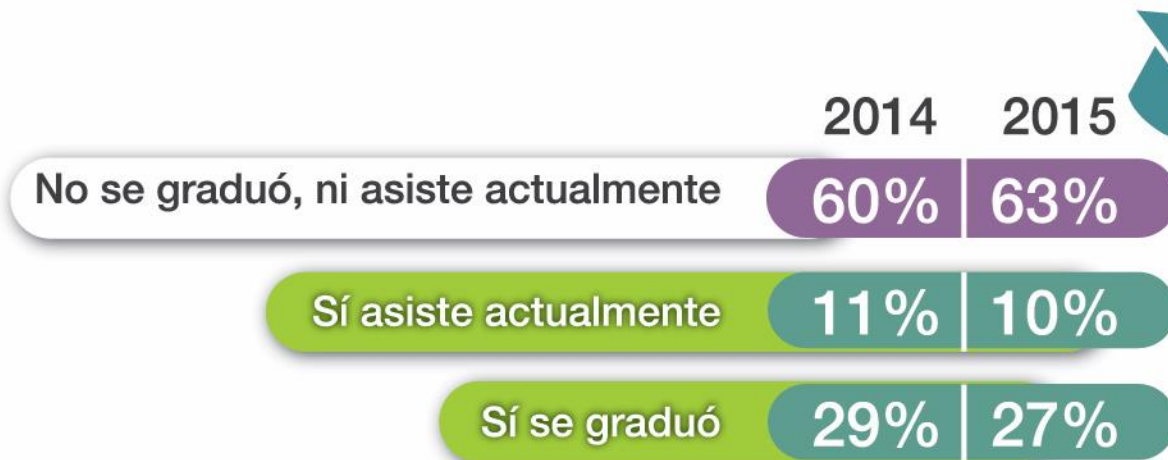 2014 2015
No se graduó, ni asiste actualmente 60% 63%
Sí asiste actualmente 11% 10%
Sí se graduó 29% 27%